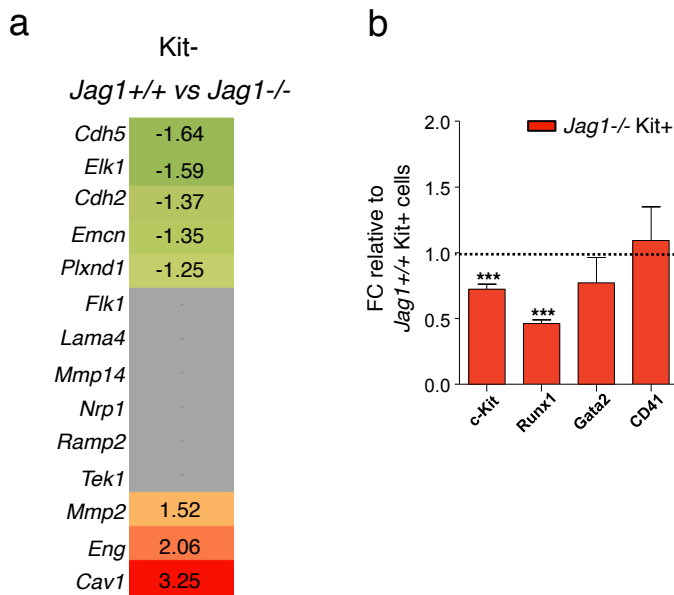 a
Kit-
Jag1+/+ vs Jag1-/-
Cdh5 -1.64
Elk1 -1.59
Cdh2 -1.37
Emcn -1.35
Plxnd1 -1.25
Flk1 -
Lama4 -
Mmp14 -
Nrp1 -
Ramp2 -
Tek1 -
Mmp2 1.52
Eng 2.06
Cav1 3.25
b
Jag1-/- Kit+
FC relative to
Jag1+/+ Kit+ cells
2.0
1.5
1.0
0.5
0.0
***
***
c-Kit
Runx1
Gata2
CD41